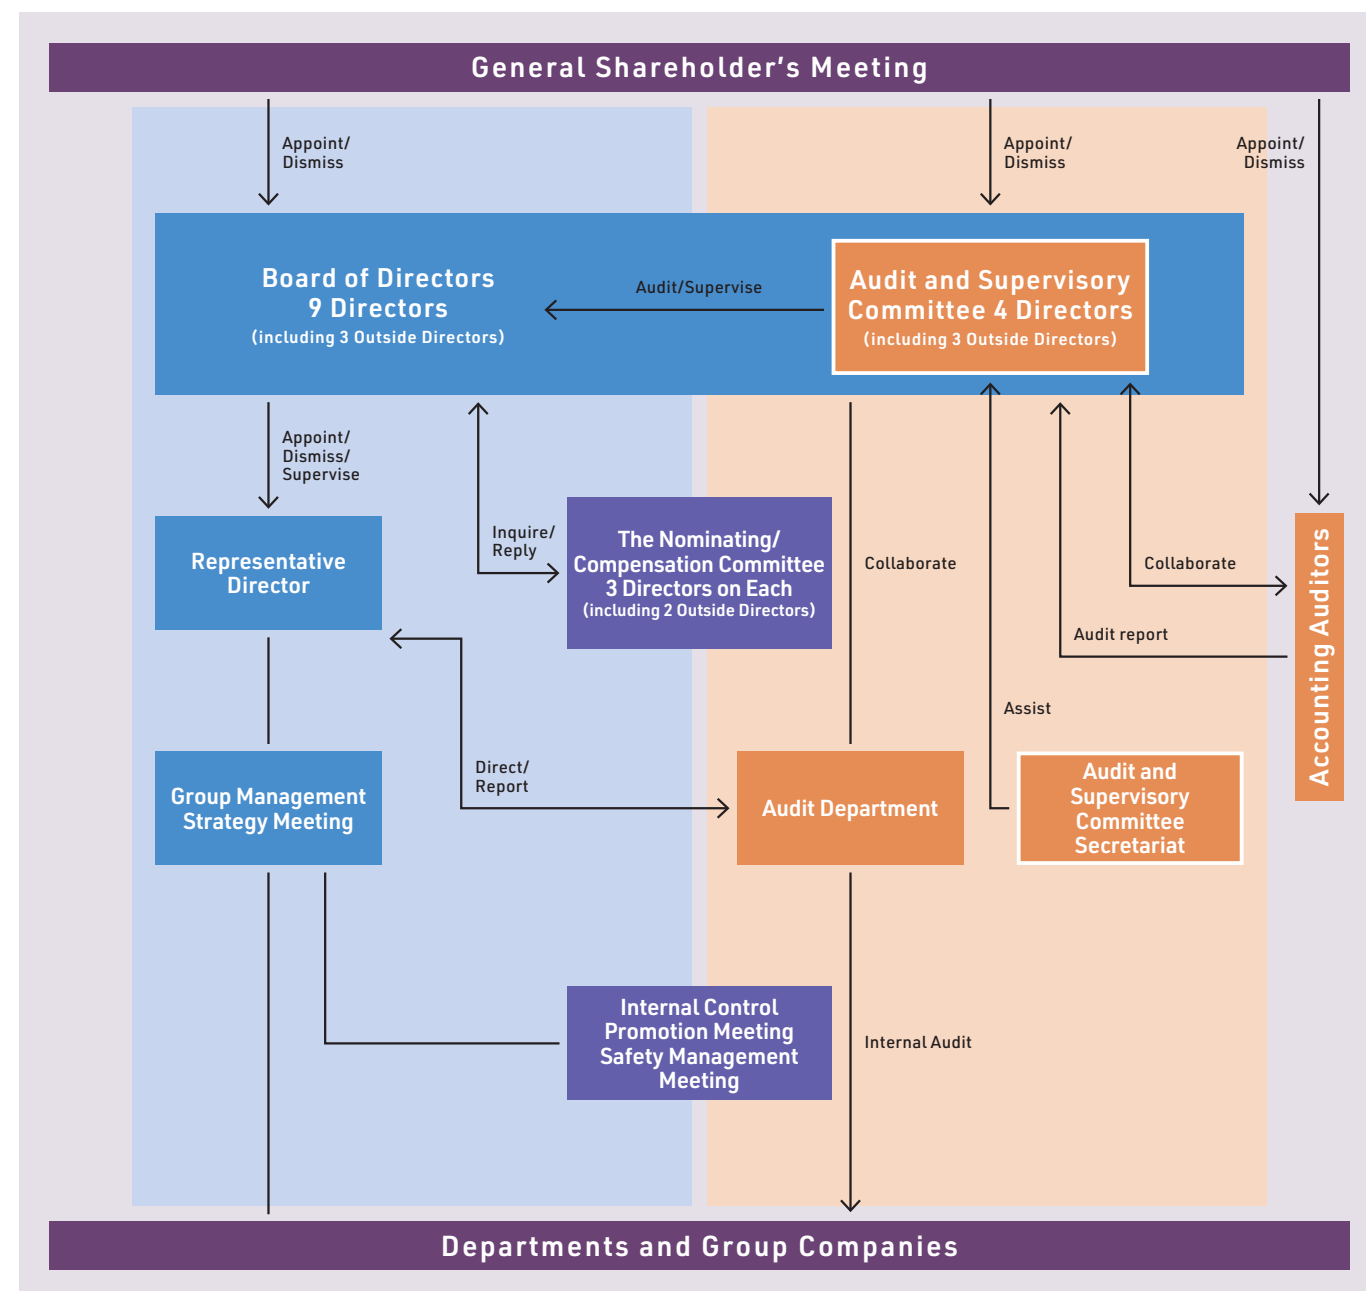 General Shareholder's Meeting
Appoint/
Dismiss
Appoint/
Dismiss
Appoint/
Dismiss
Board of Directors
9 Directors
(including 3 Outside Directors)
Audit/Supervise
Audit and Supervisory
Committee 4 Directors
(including 3 Outside Directors)
Appoint/
Dismiss/
Supervise
Inquire/
Reply
The Nominating/
Compensation Committee
3 Directors on Each
(including 2 Outside Directors)
Collaborate
Collaborate
Accounting Auditors
Representative
Director
Audit report
Assist
Direct/
Report
Group Management
Strategy Meeting
Audit Department
Audit and
Supervisory
Committee
Secretariat
Internal Control
Promotion Meeting
Safety Management
Meeting
Internal Audit
Departments and Group Companies